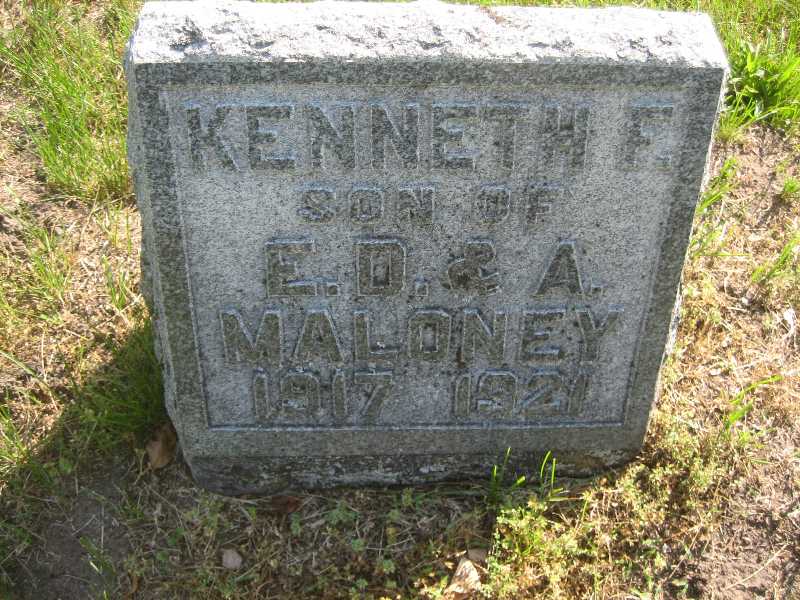 KENNETH F.
SON OF
E. D. & A.
MALONEY
1917 1921